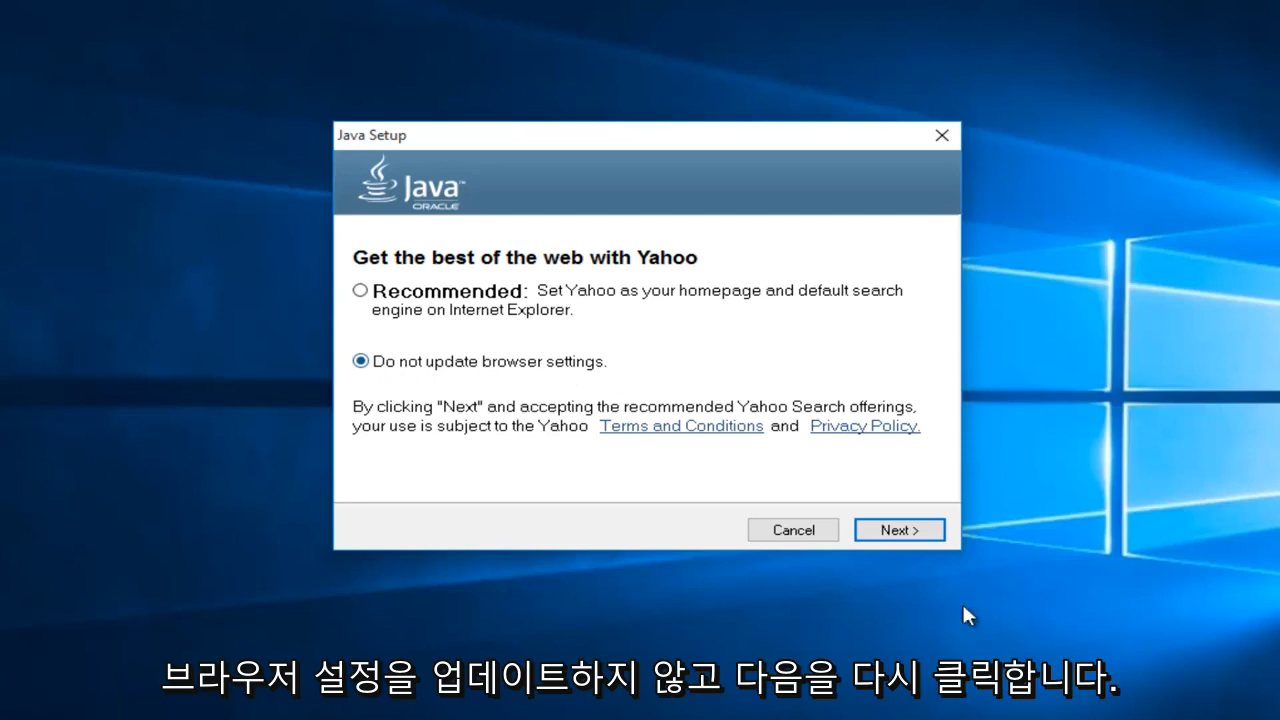 Java Setup
Java™
ORACLE
Get the best of the web with Yahoo
Recommended: Set Yahoo as your homepage and default search
engine on Internet Explorer.
Do not update browser settings.
By clicking "Next" and accepting the recommended Yahoo Search offerings,
your use is subject to the Yahoo Terms and Conditions and Privacy Policy.
Cancel
Next >
브라우저 설정을 업데이트하지 않고 다음을 다시 클릭합니다.